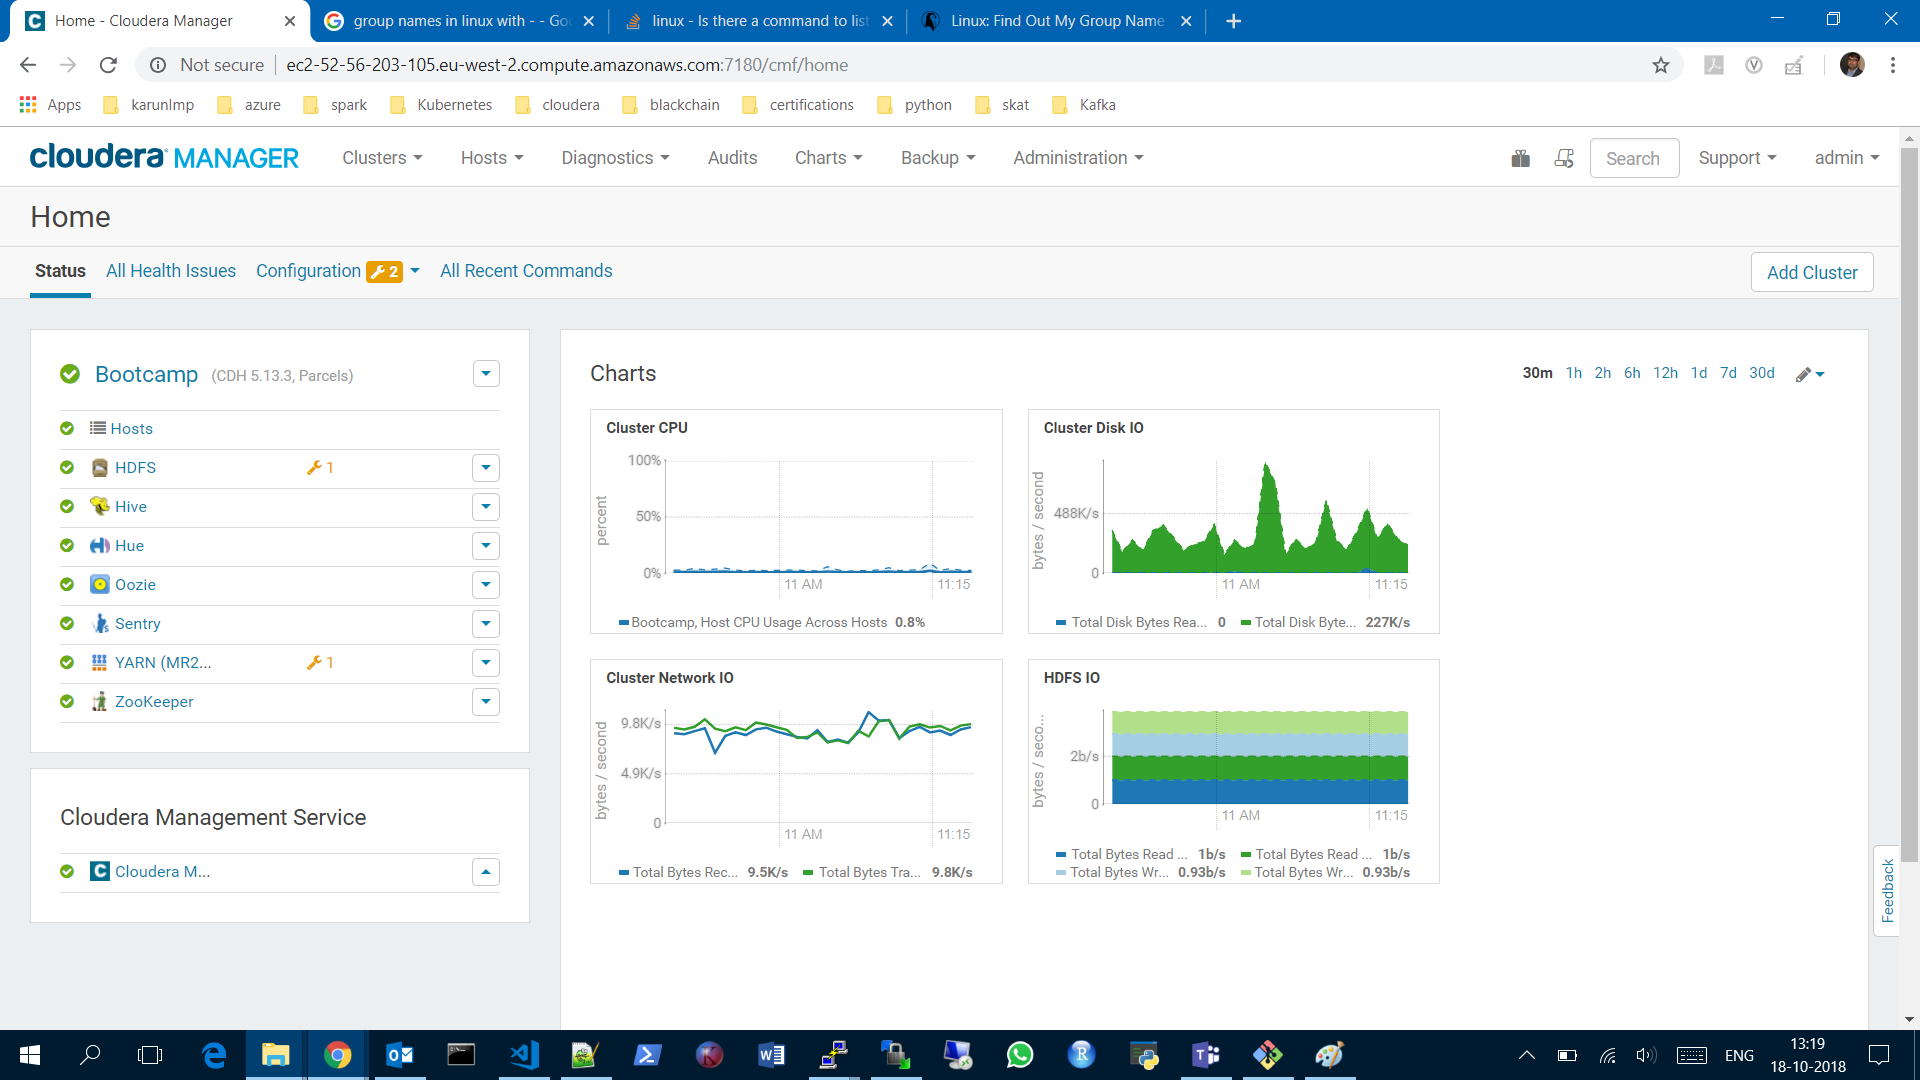 Home - Cloudera Manager
group names in linux with - - Goo
linux - Is there a command to list
Linux: Find Out My Group Name
Not secure
ec2-52-56-203-105.eu-west-2.compute.amazonaws.com:7180/cmf/home
Apps karunImp azure spark Kubernetes cloudera blackchain certifications python skat Kafka
cloudera MANAGER
Clusters Hosts Diagnostics Audits Charts Backup Administration
Search Support admin
Home
Status All Health Issues Configuration 2 All Recent Commands
Add Cluster
Bootcamp (CDH 5.13.3, Parcels)
Hosts
HDFS 1
Hive
Hue
Oozie
Sentry
YARN (MR2... 1
ZooKeeper
Cloudera Management Service
Cloudera M...
Charts
30m 1h 2h 6h 12h 1d 7d 30d
Cluster CPU
percent
100%
50%
0%
11 AM 11:15
Bootcamp, Host CPU Usage Across Hosts 0.8%
Cluster Disk IO
bytes / second
488K/s
0
11 AM 11:15
Total Disk Bytes Rea... 0 Total Disk Byte... 227K/s
Cluster Network IO
bytes / second
9.8K/s
4.9K/s
0
11 AM 11:15
Total Bytes Rec... 9.5K/s Total Bytes Tra... 9.8K/s
HDFS IO
bytes / seco...
2b/s
0
11 AM 11:15
Total Bytes Read ... 1b/s Total Bytes Read ... 1b/s
Total Bytes Wr... 0.93b/s Total Bytes Wr... 0.93b/s
Feedback
ENG
13:19
18-10-2018